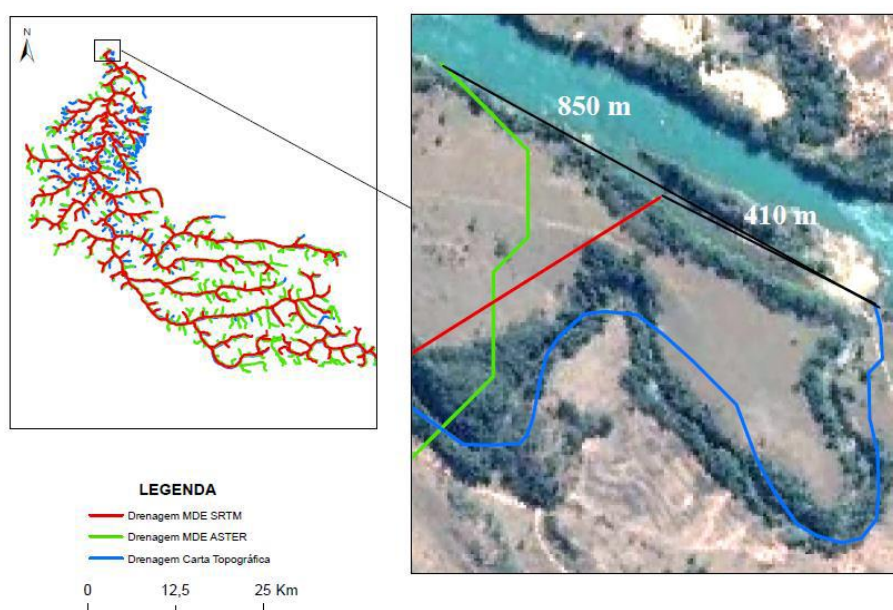 N
850 m
410 m
LEGENDA
Drenagem MDE SRTM
Drenagem MDE ASTER
Drenagem Carta Topográfica
0 12,5 25 Km